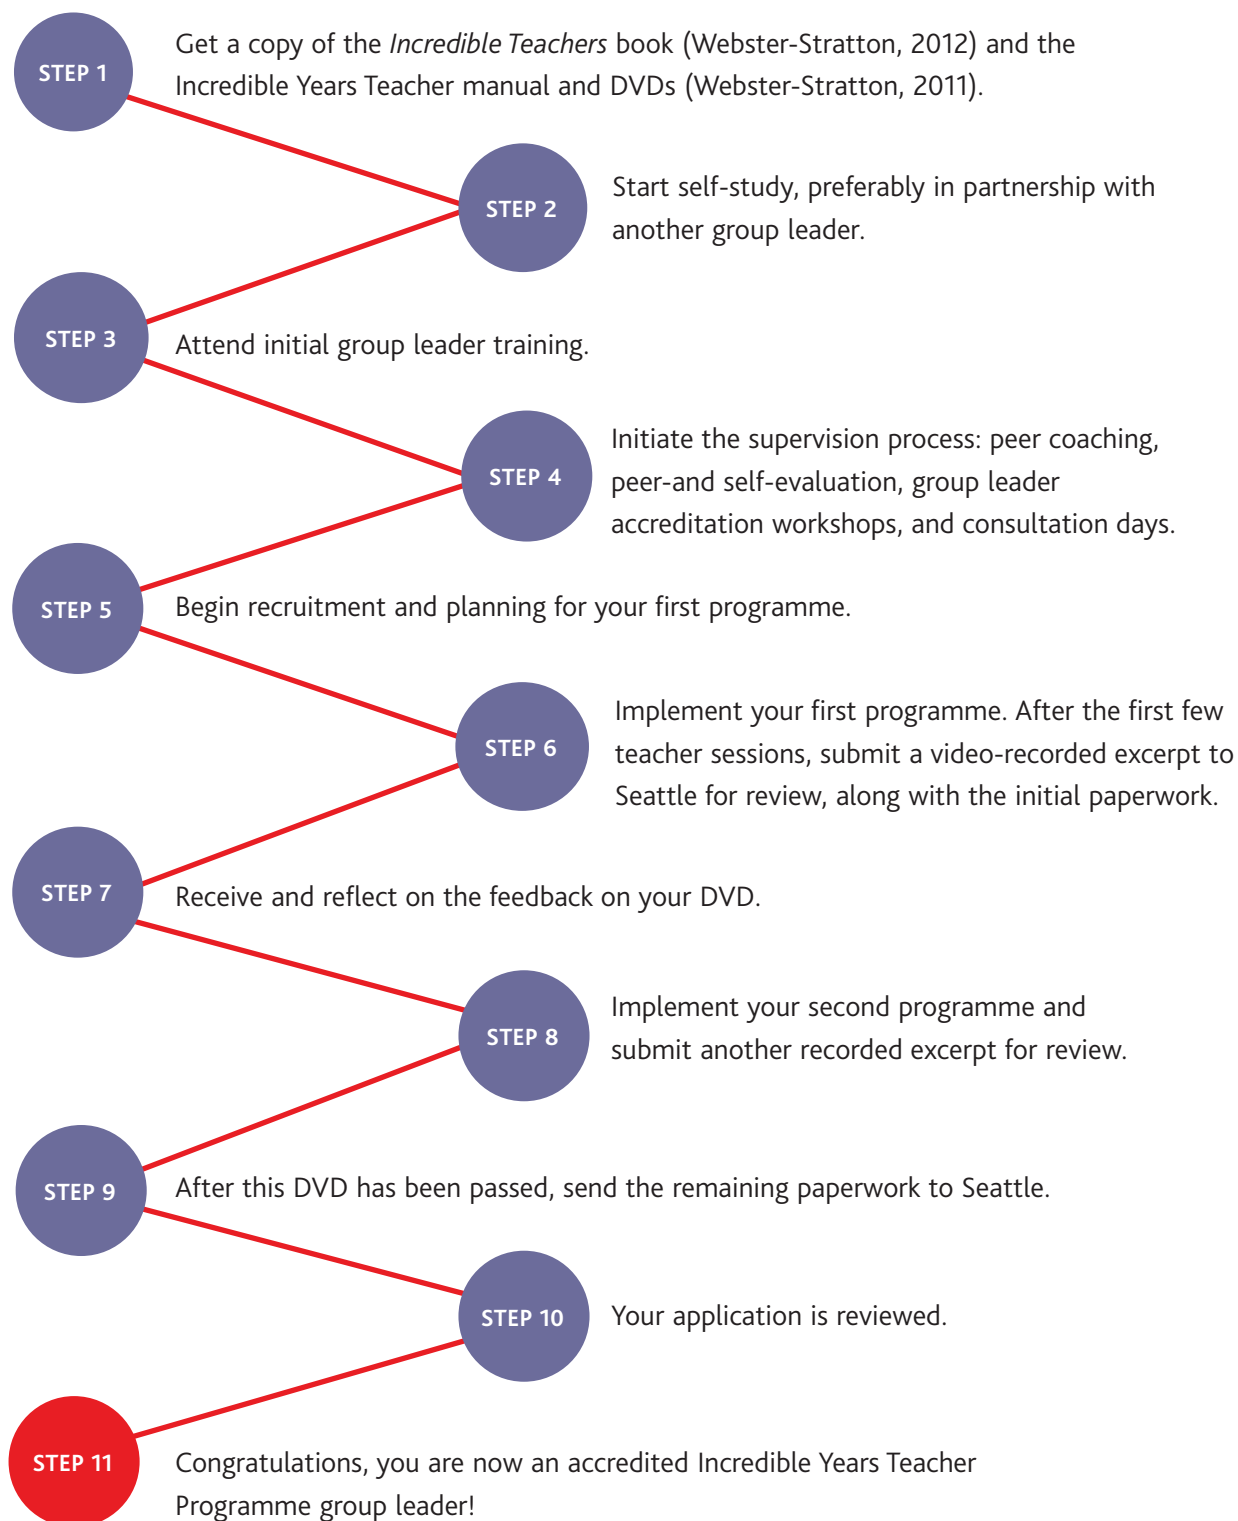 STEP 1
Get a copy of the Incredible Teachers book (Webster-Stratton, 2012) and the
Incredible Years Teacher manual and DVDs (Webster-Stratton, 2011).
STEP 2
Start self-study, preferably in partnership with
another group leader.
STEP 3
Attend initial group leader training.
STEP 4
Initiate the supervision process: peer coaching,
peer-and self-evaluation, group leader
accreditation workshops, and consultation days.
STEP 5
Begin recruitment and planning for your first programme.
STEP 6
Implement your first programme. After the first few
teacher sessions, submit a video-recorded excerpt to
Seattle for review, along with the initial paperwork.
STEP 7
Receive and reflect on the feedback on your DVD.
STEP 8
Implement your second programme and
submit another recorded excerpt for review.
STEP 9
After this DVD has been passed, send the remaining paperwork to Seattle.
STEP 10
Your application is reviewed.
STEP 11
Congratulations, you are now an accredited Incredible Years Teacher
Programme group leader!